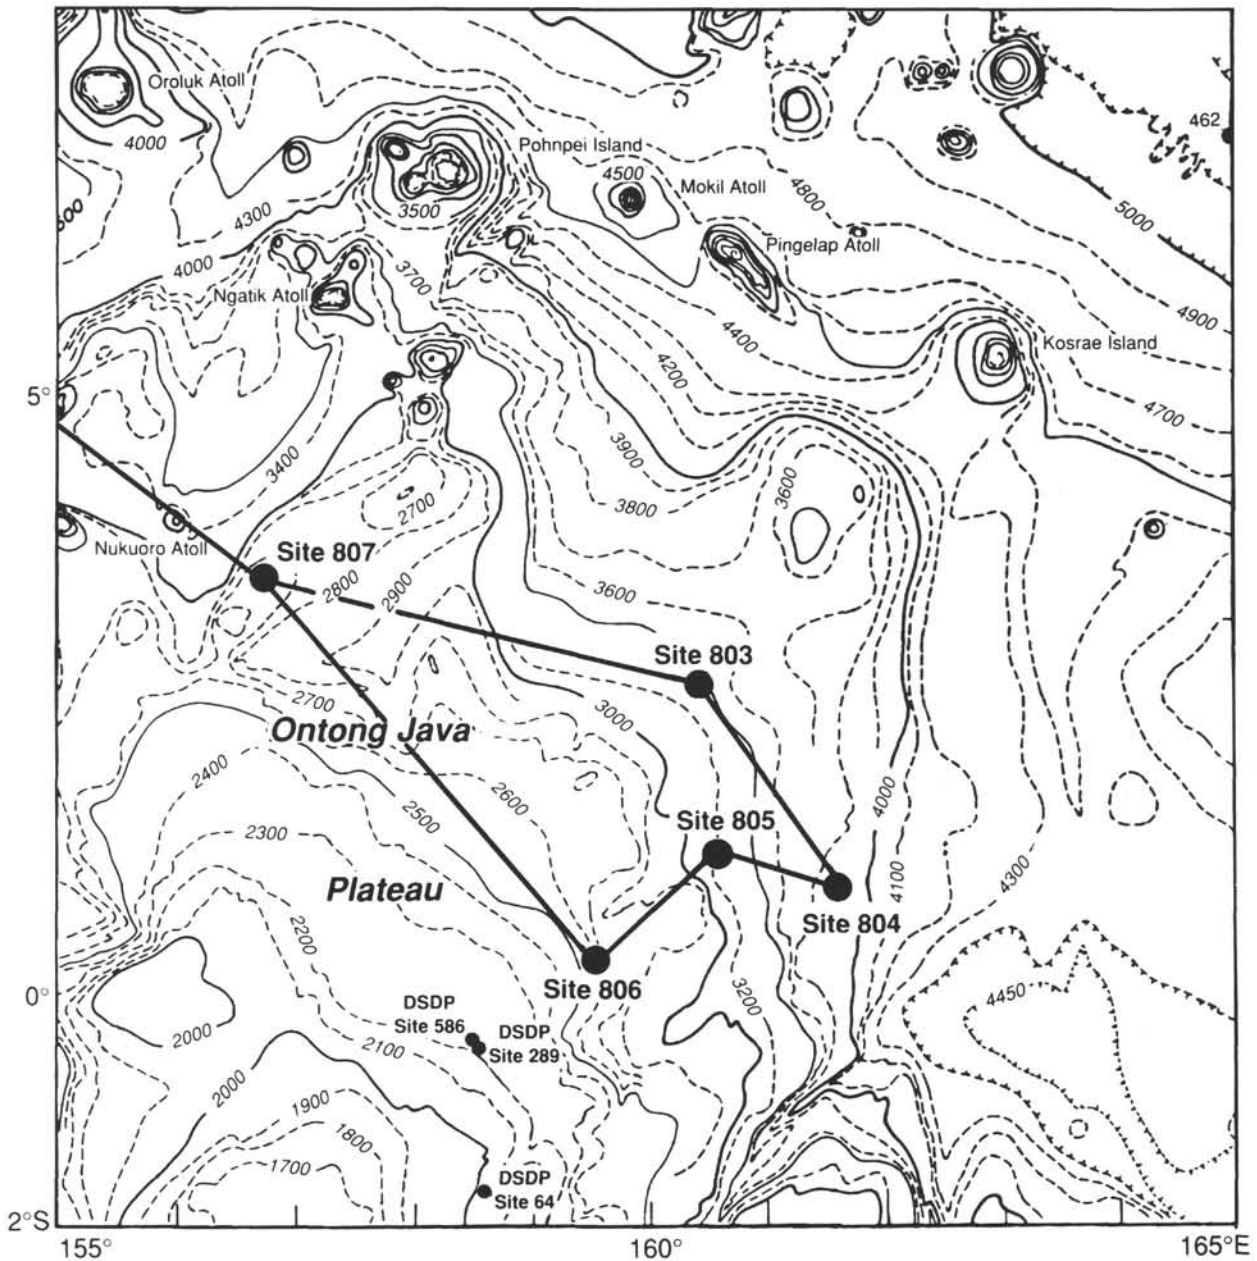 Oroluk Atoll
4000
Pohnpei Island
4500
Mokil Atoll
462
4800
5000
3500
4300
Pingelap Atoll
4000
3700
Ngatik Atoll
4900
4400
Kosrae Island
4200
5°
4700
3400
3900
3600
2700
3800
Nukuoro Atoll
Site 807
2800
2900
3600
Site 803
2700
3000
Ontong Java
2400
2600
4000
2500
2300
Site 805
4300
4100
Plateau
2200
Site 804
Site 806
3200
0°
4450
DSDP
Site 586
2000
2100
DSDP
Site 289
2000
1900
1800
1700
DSDP
Site 64
2°S
155°
160°
165°E